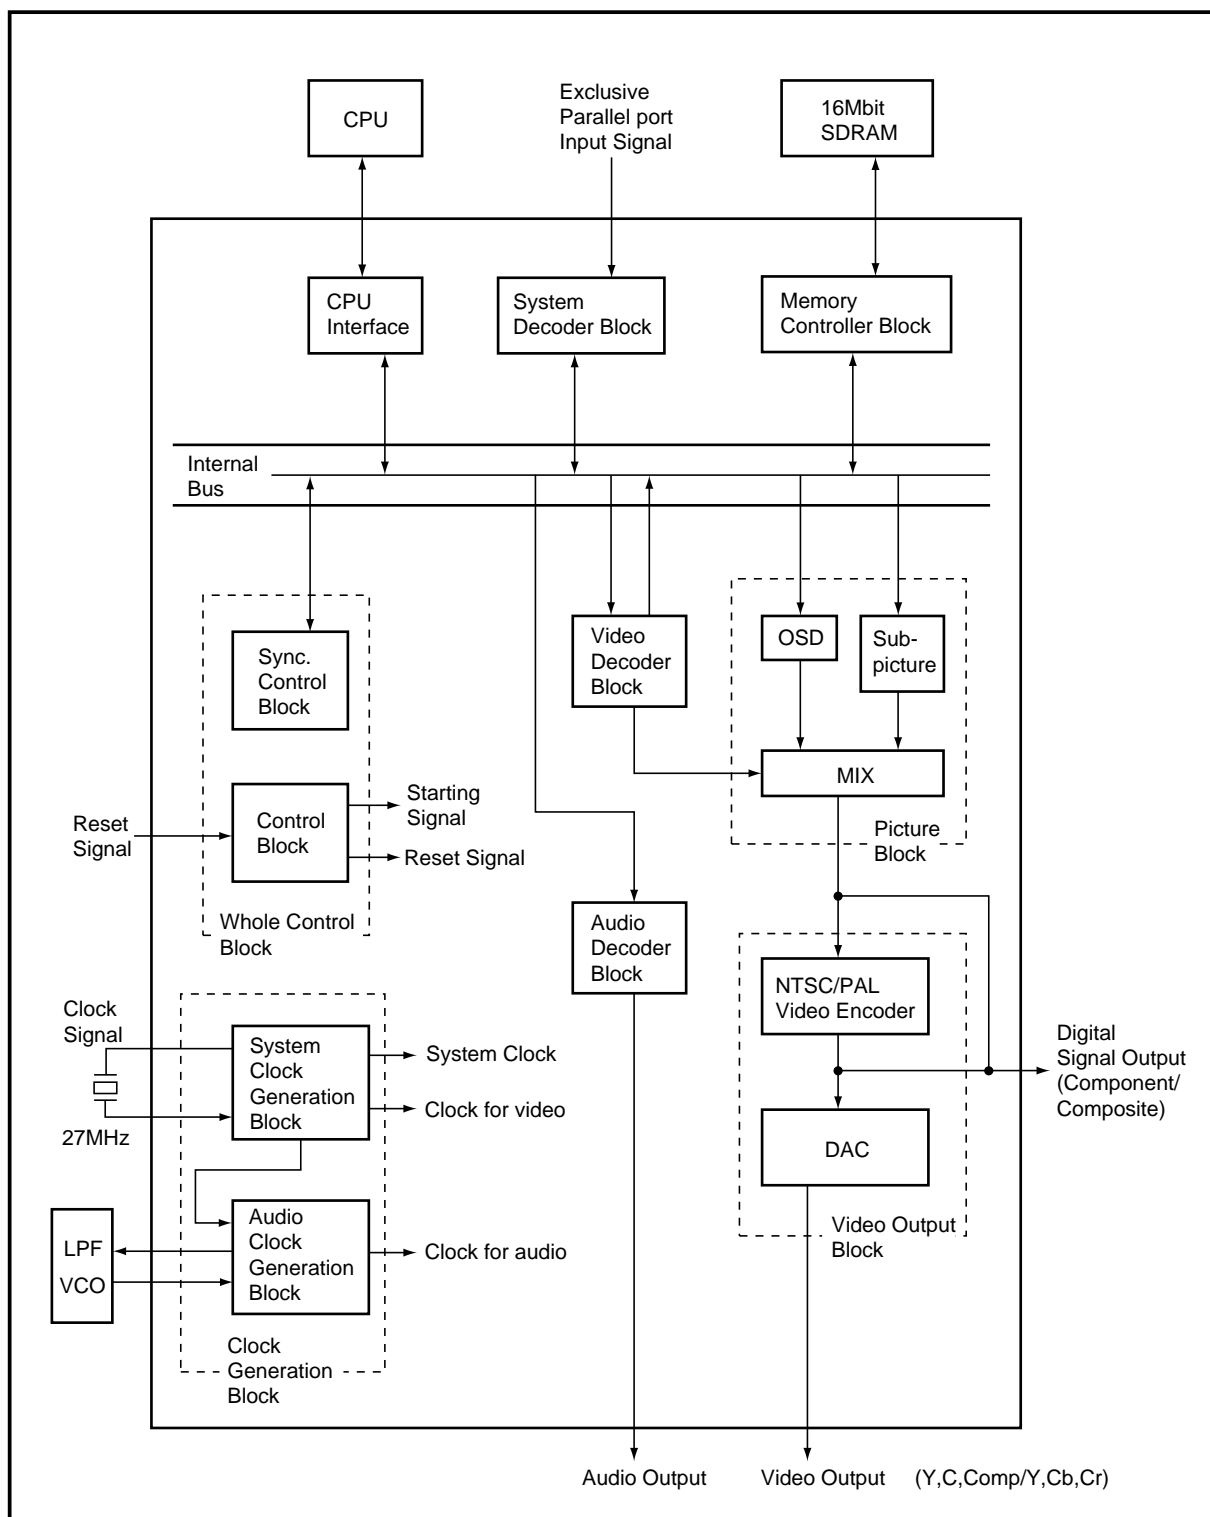 CPU
Exclusive
Parallel port
Input Signal
16Mbit
SDRAM
CPU
Interface
System
Decoder Block
Memory
Controller Block
Internal
Bus
Sync.
Control
Block
Video
Decoder
Block
OSD
Sub-
picture
MIX
Picture
Block
Reset
Signal
Control
Block
Starting
Signal
Reset Signal
Whole Control
Block
Audio
Decoder
Block
NTSC/PAL
Video Encoder
Clock
Signal
27MHz
System
Clock
Generation
Block
System Clock
Clock for video
Digital
Signal Output
(Component/
Composite)
DAC
Video Output
Block
LPF
VCO
Audio
Clock
Generation
Block
Clock for audio
Clock
Generation
Block
Audio Output
Video Output
(Y,C,Comp/Y,Cb,Cr)